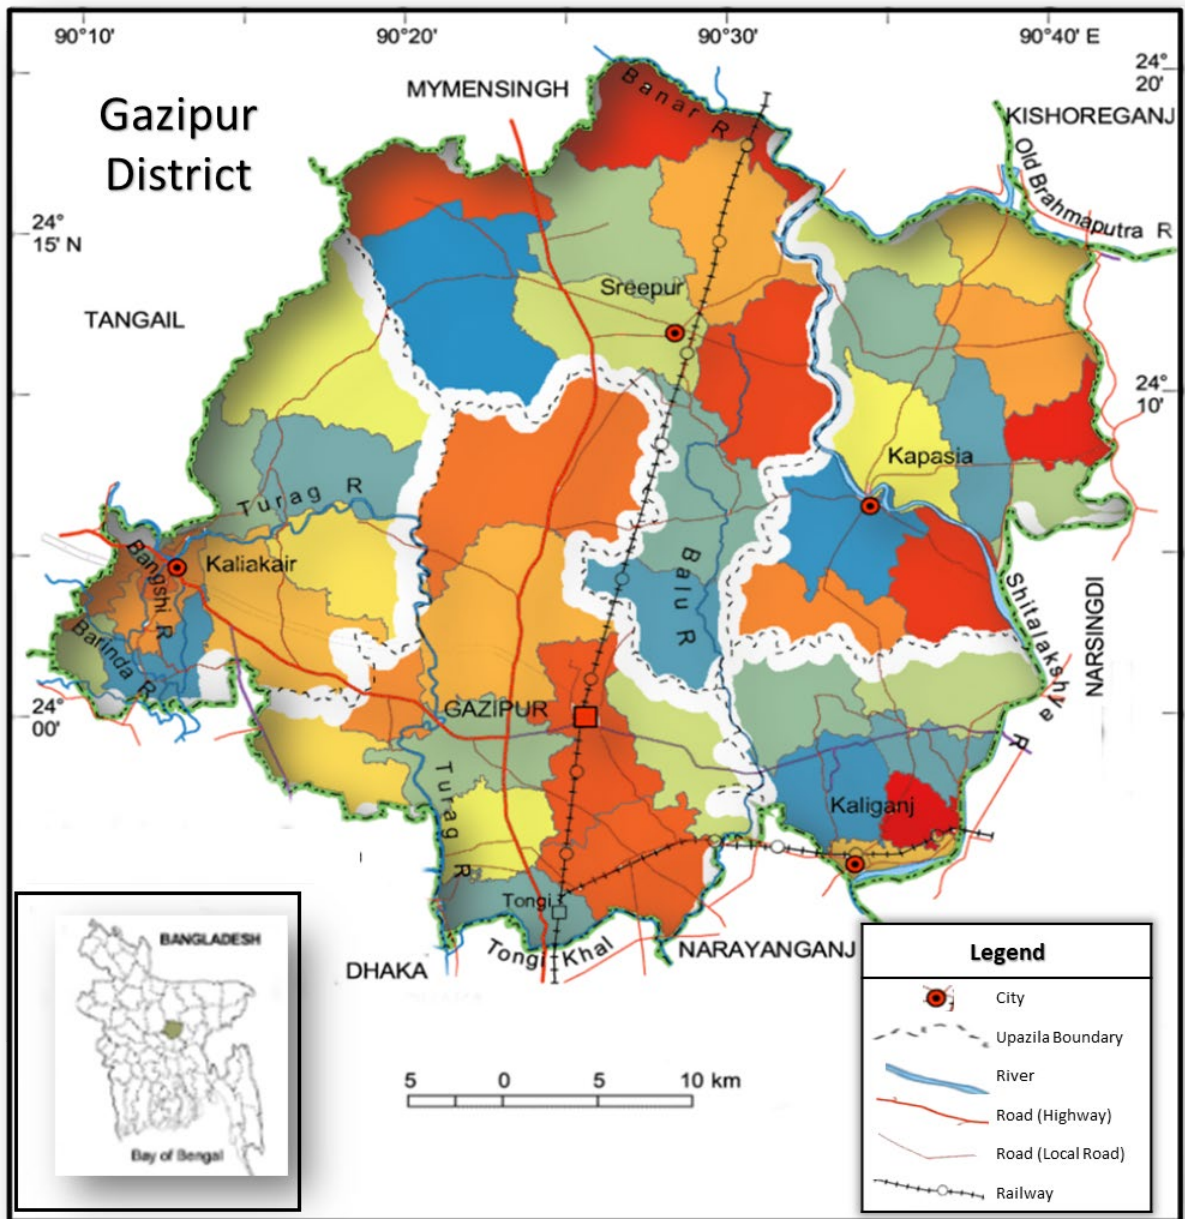 90°10'
90°20'
90°30'
90°40' E
24°
20'
Gazipur
District
MYMENSINGH
KISHOREGANJ
Banar R
Old Brahmaputra R
24°
15' N
TANGAIL
Sreepur
24°
10'
Kapasia
Turag R
Kaliakair
Bangshi R
Barinda R
Balu R
Shitalakshya R
NARSINGDI
24°
00'
GAZIPUR
Turag R
Kaliganj
Tongi
Tongi Khal
DHAKA
NARAYANGANJ
BANGLADESH
Bay of Bengal
5 0 5 10 km
Legend
City
Upazila Boundary
River
Road (Highway)
Road (Local Road)
Railway